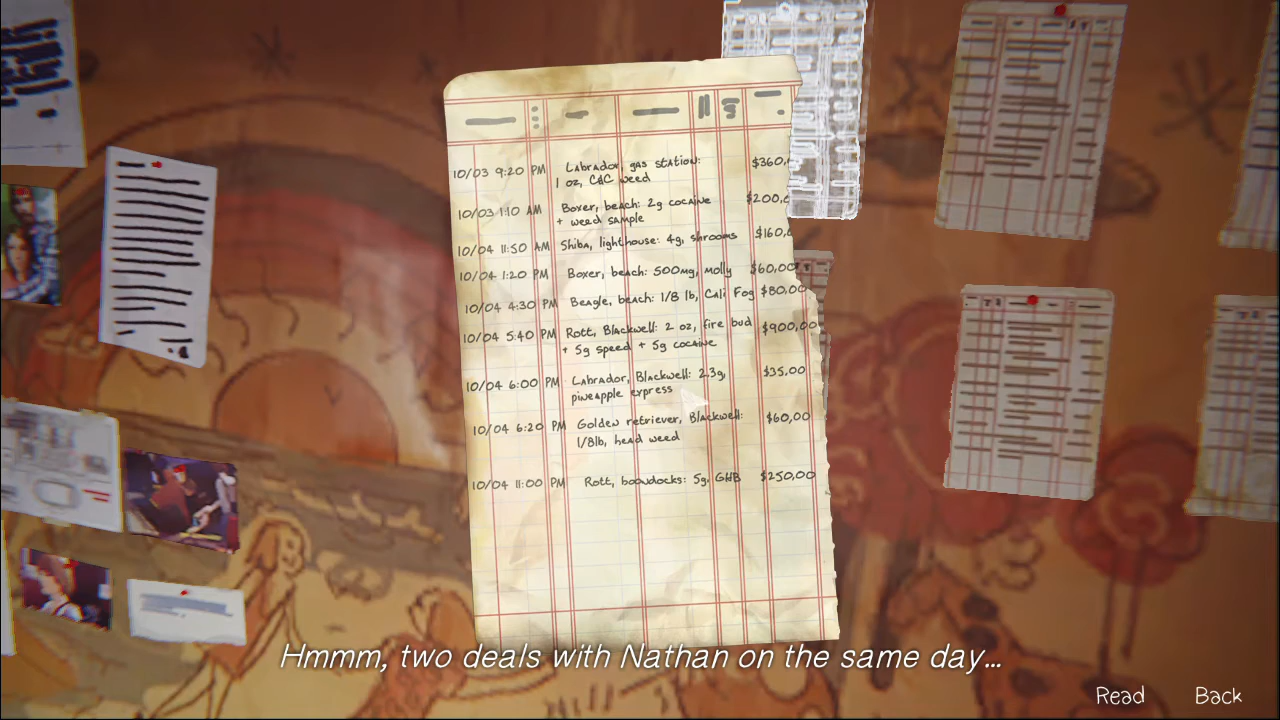 10/03 9:20 PM Labrador, gas station: $360,
1 oz, C&C weed
10/03 1:10 AM Boxer, beach: 2g cocaine $200,0
+ weed sample
10/04 11:50 AM Shiba, lighthouse: 4g, shrooms $160,0
10/04 1:20 PM Boxer, beach: 500mg, molly $60,00
10/04 4:30 PM Beagle, beach: 1/8 lb, Cali Fog $80,00
10/04 5:40 PM Rott, Blackwell: 2 oz, fire bud $900,00
+ 5g speed + 5g cocaine
10/04 6:00 PM Labrador, Blackwell: 2.3g, $35,00
pineapple express
10/04 6:20 PM Golden retriever, Blackwell: $60,00
1/8lb, head weed
10/04 11:00 PM Rott, boondocks: 5g, GHB $250,00
Hmmm, two deals with Nathan on the same day...
Read Back